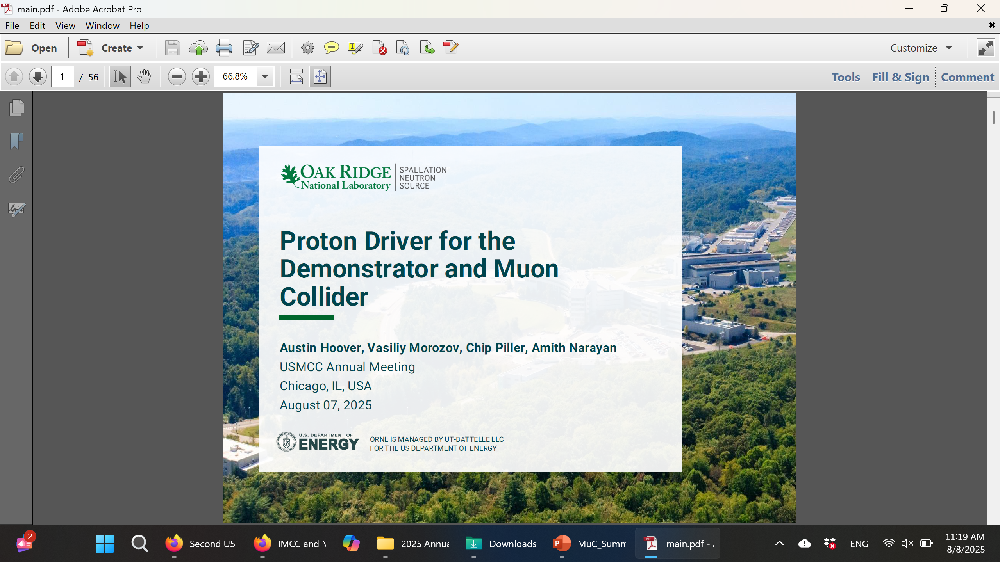 main.pdf - Adobe Acrobat Pro
File Edit View Window Help
Open Create Customize
1 / 56 66.8% Tools Fill & Sign Comment
OAK RIDGE
National Laboratory
SPALLATION
NEUTRON
SOURCE
Proton Driver for the
Demonstrator and Muon
Collider
Austin Hoover, Vasiliy Morozov, Chip Piller, Amith Narayan
USMCC Annual Meeting
Chicago, IL, USA
August 07, 2025
U.S. DEPARTMENT OF
ENERGY
ORNL IS MANAGED BY UT-BATTELLE LLC
FOR THE US DEPARTMENT OF ENERGY
2 Second US IMCC and M 2025 Annua Downloads MuC_Summ main.pdf - A ENG
11:19 AM
8/8/2025